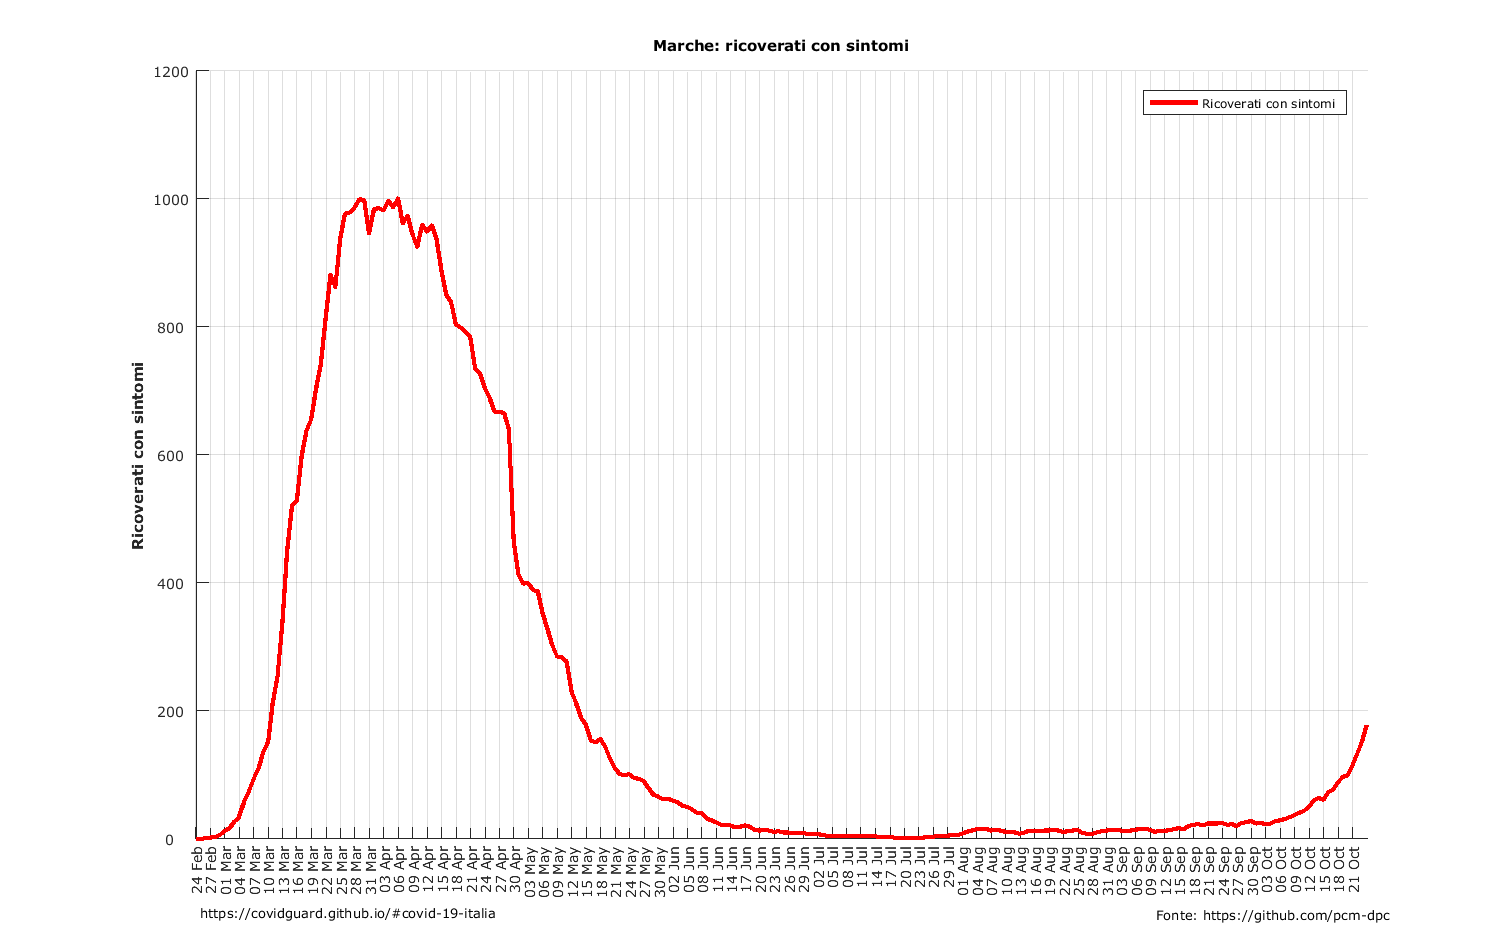 Marche: ricoverati con sintomi
Ricoverati con sintomi
Ricoverati con sintomi
1200
1000
800
600
400
200
0
24 Feb
27 Feb
01 Mar
04 Mar
07 Mar
10 Mar
13 Mar
16 Mar
19 Mar
22 Mar
25 Mar
28 Mar
31 Mar
03 Apr
06 Apr
09 Apr
12 Apr
15 Apr
18 Apr
21 Apr
24 Apr
27 Apr
30 Apr
03 May
06 May
09 May
12 May
15 May
18 May
21 May
24 May
27 May
30 May
02 Jun
05 Jun
08 Jun
11 Jun
14 Jun
17 Jun
20 Jun
23 Jun
26 Jun
29 Jun
02 Jul
05 Jul
08 Jul
11 Jul
14 Jul
17 Jul
20 Jul
23 Jul
26 Jul
29 Jul
01 Aug
04 Aug
07 Aug
10 Aug
13 Aug
16 Aug
19 Aug
22 Aug
25 Aug
28 Aug
31 Aug
03 Sep
06 Sep
09 Sep
12 Sep
15 Sep
18 Sep
21 Sep
24 Sep
27 Sep
30 Sep
03 Oct
06 Oct
09 Oct
12 Oct
15 Oct
18 Oct
21 Oct
https://covidguard.github.io/#covid-19-italia
Fonte: https://github.com/pcm-dpc